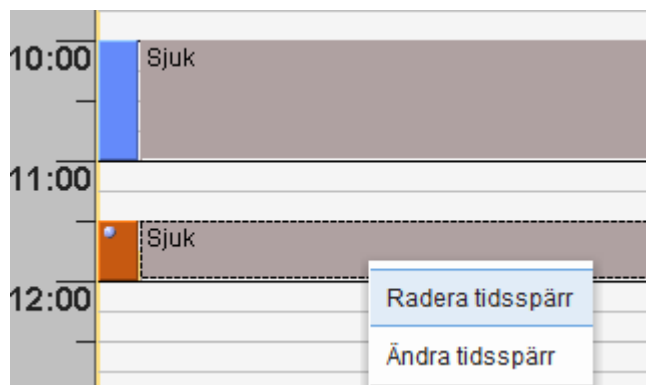 10:00
Sjuk
11:00
Sjuk
12:00
Radera tidsspärr
Ändra tidsspärr